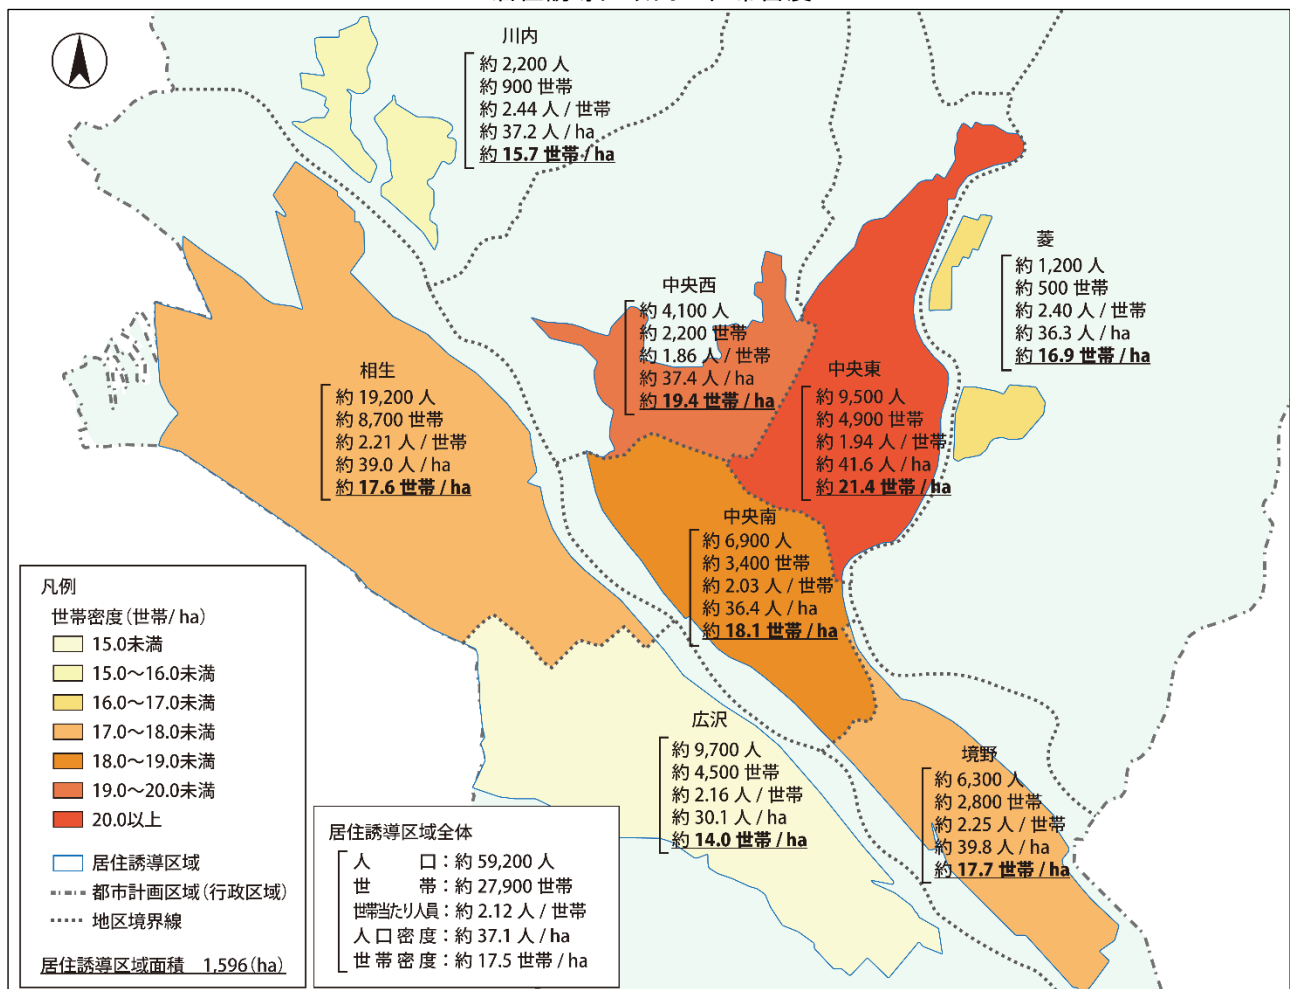 川内
約 2,200 人
約 900 世帯
約 2.44 人 / 世帯
約 37.2 人 / ha
約 15.7 世帯 / ha
菱
約 1,200 人
約 500 世帯
約 2.40 人 / 世帯
約 36.3 人 / ha
約 16.9 世帯 / ha
中央西
約 4,100 人
約 2,200 世帯
約 1.86 人 / 世帯
約 37.4 人 / ha
約 19.4 世帯 / ha
相生
約 19,200 人
約 8,700 世帯
約 2.21 人 / 世帯
約 39.0 人 / ha
約 17.6 世帯 / ha
中央東
約 9,500 人
約 4,900 世帯
約 1.94 人 / 世帯
約 41.6 人 / ha
約 21.4 世帯 / ha
中央南
約 6,900 人
約 3,400 世帯
約 2.03 人 / 世帯
約 36.4 人 / ha
約 18.1 世帯 / ha
広沢
約 9,700 人
約 4,500 世帯
約 2.16 人 / 世帯
約 30.1 人 / ha
約 14.0 世帯 / ha
境野
約 6,300 人
約 2,800 世帯
約 2.25 人 / 世帯
約 39.8 人 / ha
約 17.7 世帯 / ha
凡例
世帯密度(世帯/ ha)
15.0未満
15.0～16.0未満
16.0～17.0未満
17.0～18.0未満
18.0～19.0未満
19.0～20.0未満
20.0以上
居住誘導区域
都市計画区域(行政区域)
地区境界線
居住誘導区域面積 1,596(ha)
居住誘導区域全体
人口：約 59,200 人
世帯：約 27,900 世帯
世帯当たり人員：約 2.12 人 / 世帯
人口密度：約 37.1 人 / ha
世帯密度：約 17.5 世帯 / ha